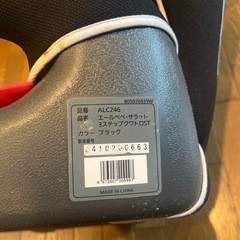 805070439W
品番 ALC246
品名 エールベベ・サラット
3ステップクワトロST
カラー ブラック
製造番号
MADE IN CHINA